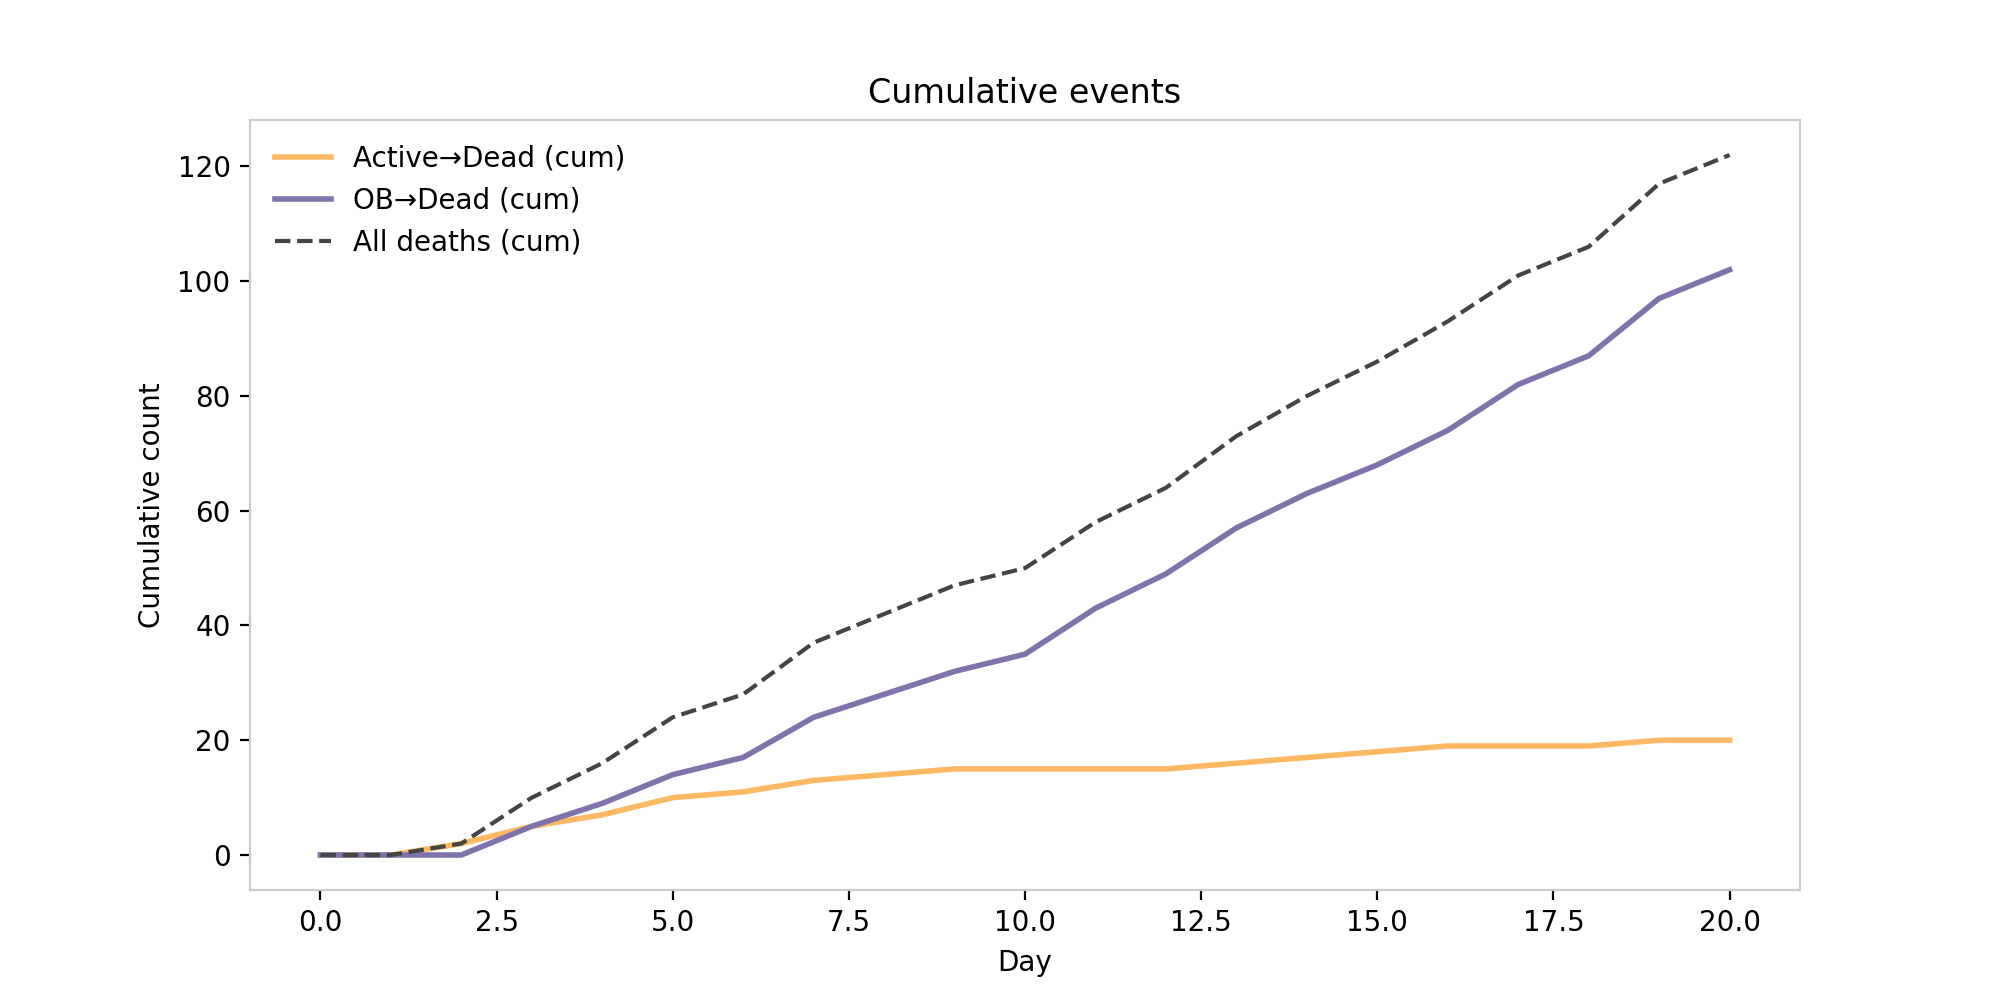 Cumulative events
Active→Dead (cum)
OB→Dead (cum)
All deaths (cum)
Cumulative count
120
100
80
60
40
20
0
0.0 2.5 5.0 7.5 10.0 12.5 15.0 17.5 20.0
Day